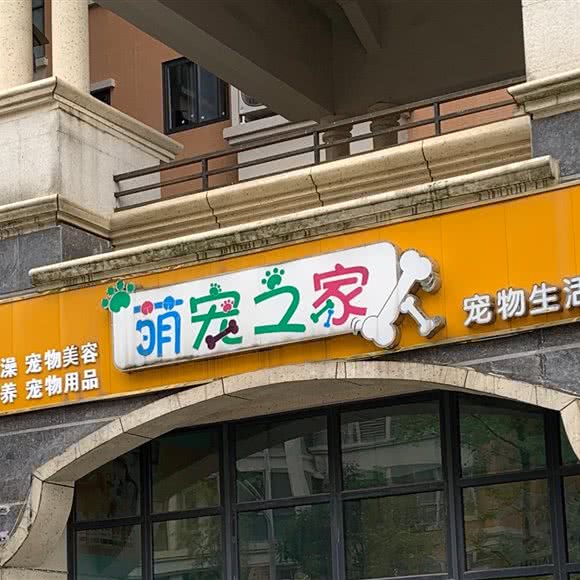 萌宠之家
澡 宠物美容
养 宠物用品
宠物生活